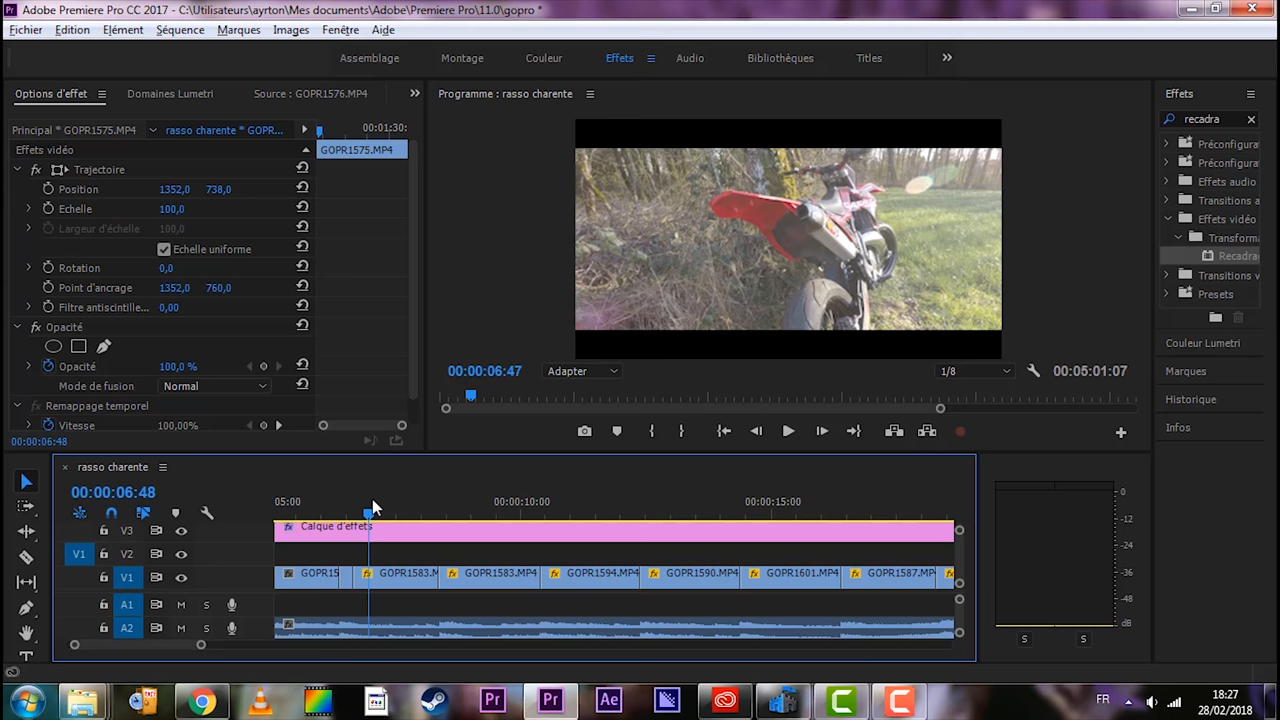 Adobe Premiere Pro CC 2017 - C:\Utilisateurs\ayrton\Mes documents\Adobe\Premiere Pro\11.0\gopro *
Fichier Edition Elément Séquence Marques Images Fenêtre Aide
Assemblage Montage Couleur Effets Audio Bibliothèques Titles
Options d'effet Domaines Lumetri Source : GOPR1576.MP4
Programme : rasso charente
Effets
recadra
Principal * GOPR1575.MP4 rasso charente * GOPR... 00:01:30:
Effets vidéo GOPR1575.MP4
Trajectoire
Position 1352,0 738,0
Echelle 100,0
Largeur d'échelle 100,0
Echelle uniforme
Rotation 0,0
Point d'ancrage 1352,0 760,0
Filtre antiscintille... 0,00
Opacité
Opacité 100,0 %
Mode de fusion Normal
Remappage temporel
Vitesse 100,00%
00:00:06:48
00:00:06:47 Adapter 1/8 00:05:01:07
Préconfigura
Préconfigura
Effets audio
Transitions a
Effets vidéo
Transforma
Recadra
Transitions v
Presets
Couleur Lumetri
Marques
Historique
Infos
rasso charente
00:00:06:48
05:00 00:00:10:00 00:00:15:00
V3 Calque d'effets
V1 V2
V1 GOPR15 GOPR1583.M GOPR1583.MP4 GOPR1594.MP4 GOPR1590.MP4 GOPR1601.MP4 GOPR1587.MP4
A1 M S
A2 M S
0
-12
-24
-36
-48
dB
S S
FR 18:27
28/02/2018